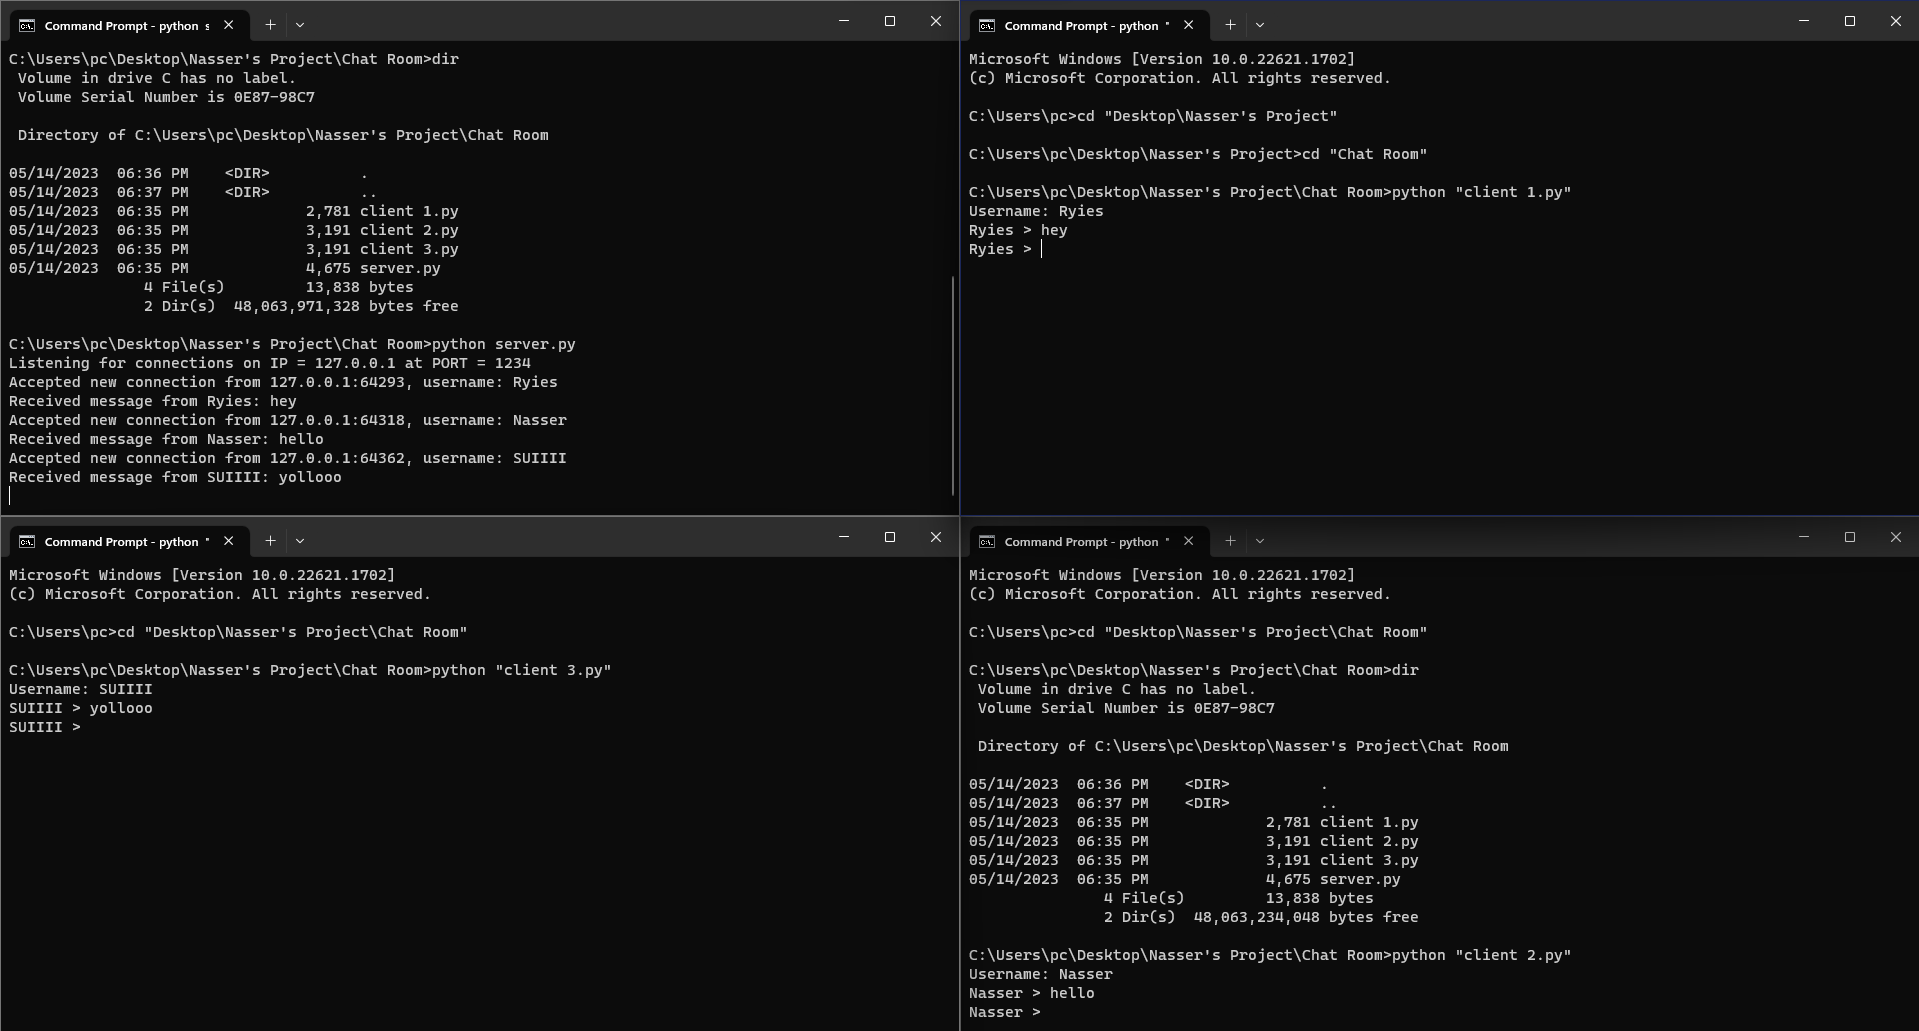 Command Prompt - python s
C:\Users\pc\Desktop\Nasser's Project\Chat Room>dir
Volume in drive C has no label.
Volume Serial Number is 0E87-98C7
Directory of C:\Users\pc\Desktop\Nasser's Project\Chat Room
05/14/2023  06:36 PM    <DIR>          .
05/14/2023  06:37 PM    <DIR>          ..
05/14/2023  06:35 PM             2,781 client 1.py
05/14/2023  06:35 PM             3,191 client 2.py
05/14/2023  06:35 PM             3,191 client 3.py
05/14/2023  06:35 PM             4,675 server.py
4 File(s)         13,838 bytes
2 Dir(s)  48,063,971,328 bytes free
C:\Users\pc\Desktop\Nasser's Project\Chat Room>python server.py
Listening for connections on IP = 127.0.0.1 at PORT = 1234
Accepted new connection from 127.0.0.1:64293, username: Ryies
Received message from Ryies: hey
Accepted new connection from 127.0.0.1:64318, username: Nasser
Received message from Nasser: hello
Accepted new connection from 127.0.0.1:64362, username: SUIIII
Received message from SUIIII: yollooo
Command Prompt - python "
Microsoft Windows [Version 10.0.22621.1702]
(c) Microsoft Corporation. All rights reserved.
C:\Users\pc>cd "Desktop\Nasser's Project"
C:\Users\pc\Desktop\Nasser's Project>cd "Chat Room"
C:\Users\pc\Desktop\Nasser's Project\Chat Room>python "client 1.py"
Username: Ryies
Ryies > hey
Ryies >
Command Prompt - python "
Microsoft Windows [Version 10.0.22621.1702]
(c) Microsoft Corporation. All rights reserved.
C:\Users\pc>cd "Desktop\Nasser's Project\Chat Room"
C:\Users\pc\Desktop\Nasser's Project\Chat Room>python "client 3.py"
Username: SUIIII
SUIIII > yollooo
SUIIII >
Command Prompt - python "
Microsoft Windows [Version 10.0.22621.1702]
(c) Microsoft Corporation. All rights reserved.
C:\Users\pc>cd "Desktop\Nasser's Project\Chat Room"
C:\Users\pc\Desktop\Nasser's Project\Chat Room>dir
Volume in drive C has no label.
Volume Serial Number is 0E87-98C7
Directory of C:\Users\pc\Desktop\Nasser's Project\Chat Room
05/14/2023  06:36 PM    <DIR>          .
05/14/2023  06:37 PM    <DIR>          ..
05/14/2023  06:35 PM             2,781 client 1.py
05/14/2023  06:35 PM             3,191 client 2.py
05/14/2023  06:35 PM             3,191 client 3.py
05/14/2023  06:35 PM             4,675 server.py
4 File(s)         13,838 bytes
2 Dir(s)  48,063,234,048 bytes free
C:\Users\pc\Desktop\Nasser's Project\Chat Room>python "client 2.py"
Username: Nasser
Nasser > hello
Nasser >